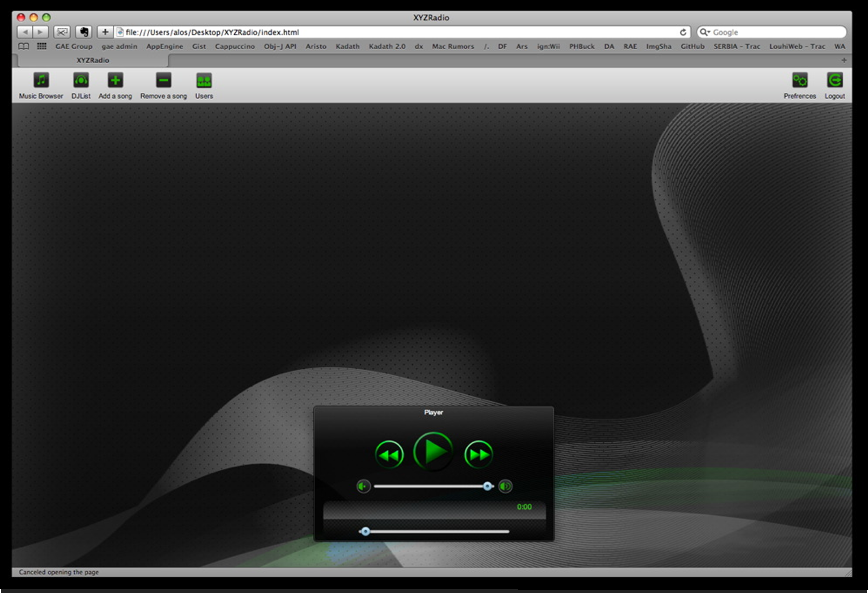 XYZRadio
file:///Users/alos/Desktop/XYZRadio/index.html
Google
GAE Group gae admin AppEngine Gist Cappuccino Obj-J API Aristo Kadath Kadath 2.0 dx Mac Rumors /. DF Ars ign:Wii PHBuck DA RAE ImgSha GitHub SERBIA - Trac LouhiWeb - Trac WA
XYZRadio
Music Browser DJList Add a song Remove a song Users Prefrences Logout
Player
0:00
Canceled opening the page